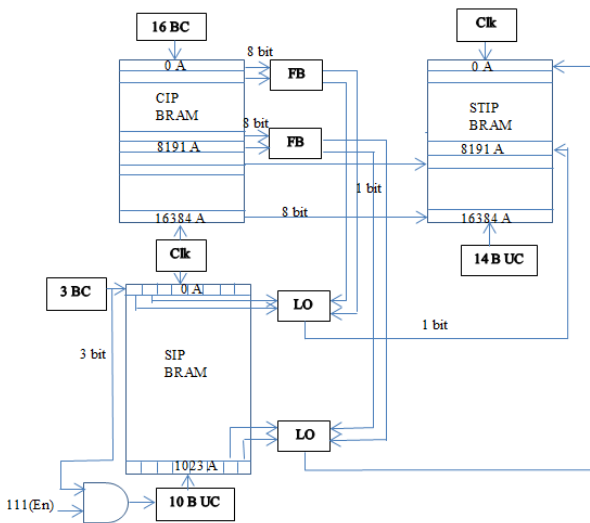 16 BC
8 bit
Clk
0 A
FB
0 A
CIP
BRAM
STIP
BRAM
8 bit
FB
8191 A
8191 A
1 bit
16384 A
8 bit
16384 A
Clk
14 B UC
3 BC
0 A
LO
1 bit
3 bit
SIP
BRAM
LO
1023 A
111(En)
10 B UC